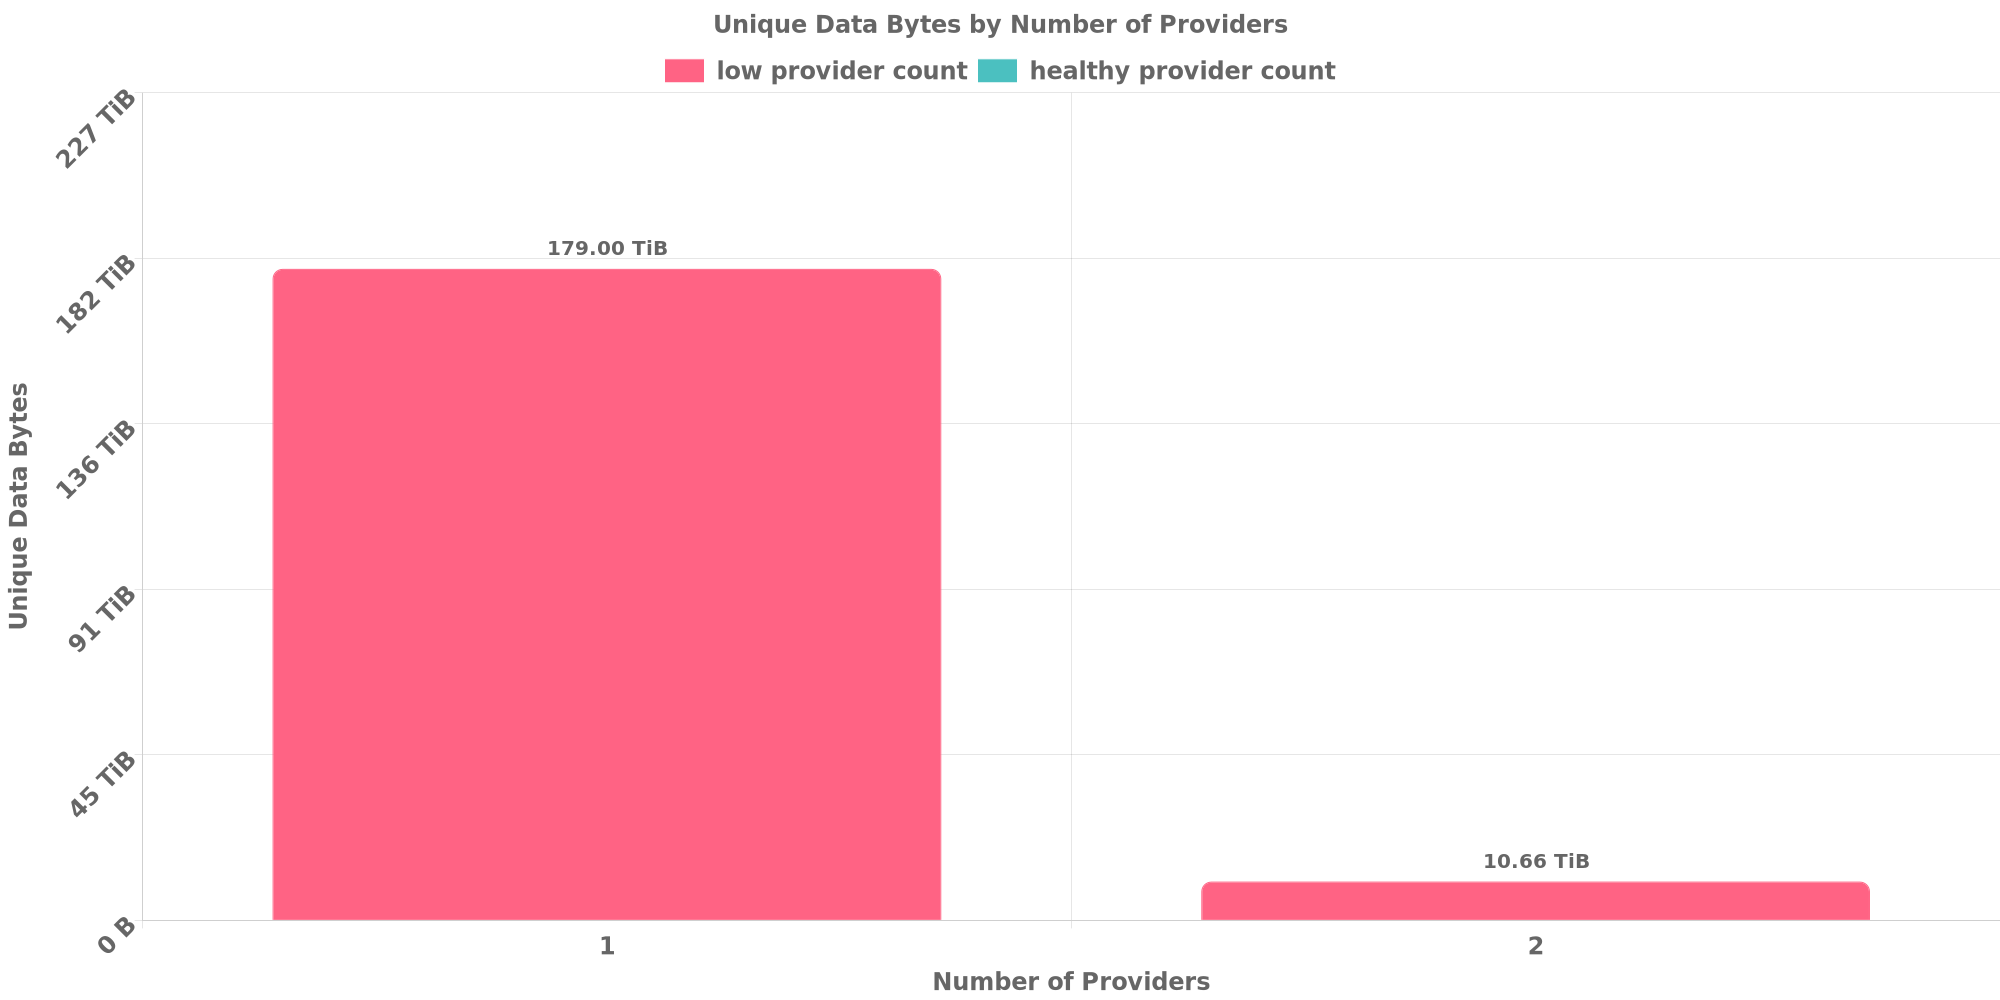 Unique Data Bytes by Number of Providers
low provider count healthy provider count
227 TiB
182 TiB
136 TiB
91 TiB
45 TiB
0 B
Unique Data Bytes
179.00 TiB
10.66 TiB
1 2
Number of Providers